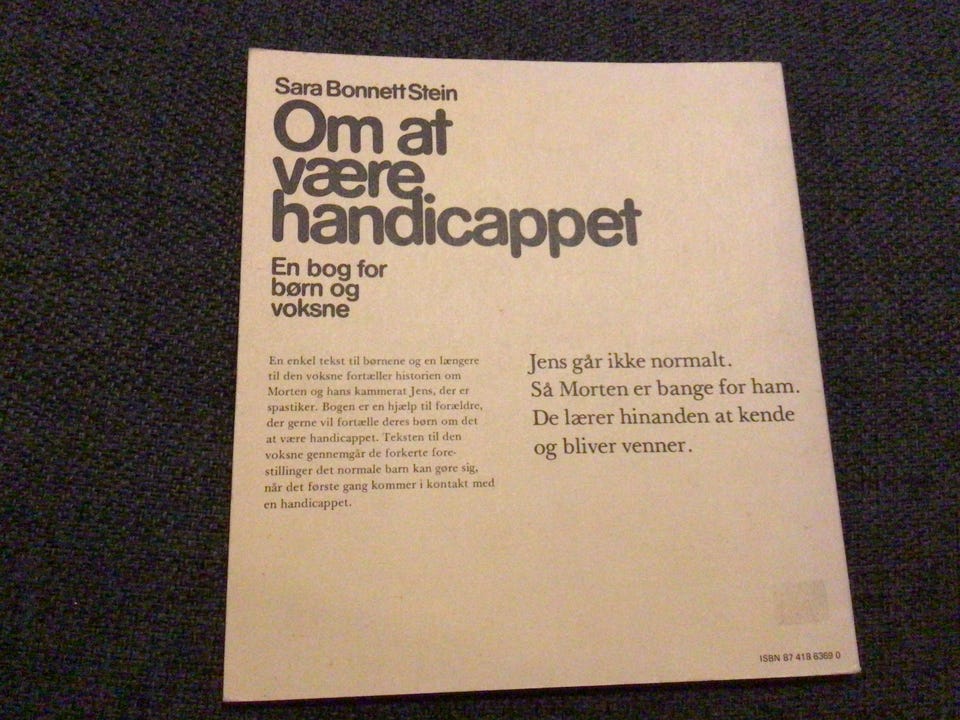 Sara Bonnett Stein
Om at
være
handicappet
En bog for
børn og
voksne
En enkel tekst til børnene og en længere
til den voksne fortæller historien om
Morten og hans kammerat Jens, der er
spastiker. Bogen er en hjælp til forældre,
der gerne vil fortælle deres børn om det
at være handicappet. Teksten til den
voksne gennemgår de forkerte fore-
stillinger det normale barn kan gøre sig,
når det første gang kommer i kontakt med
en handicappet.
Jens går ikke normalt.
Så Morten er bange for ham.
De lærer hinanden at kende
og bliver venner.
ISBN 87 418 6369 0